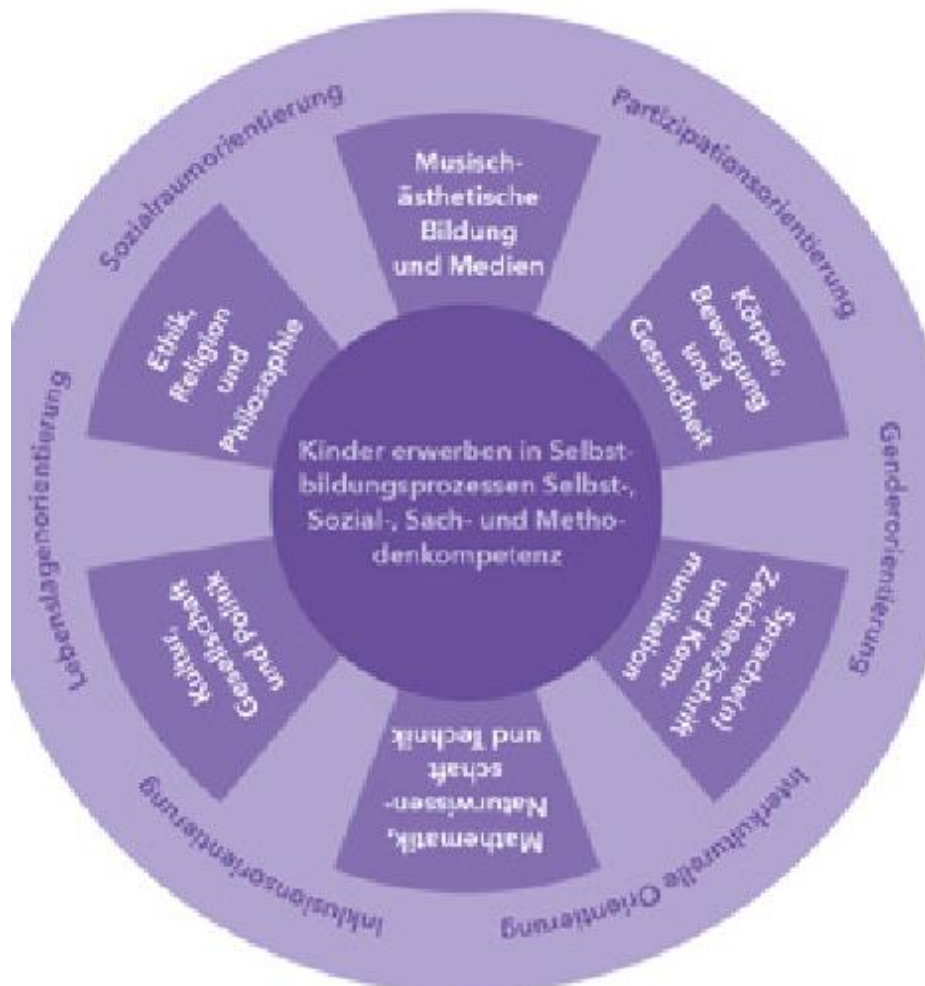 Sozialraumorientierung
Partizipationsorientierung
Genderorientierung
Interkulturelle Orientierung
Inklusionsorientierung
Lebenslagenorientierung
Musisch-
ästhetische
Bildung
und Medien
Körper,
Bewegung
und
Gesundheit
Sprache(n)
Zeichen/Schrift
und Kom-
munikation
Mathematik,
Naturwissen-
schaft
und Technik
Kultur,
Gesellschaft
und Politik
Ethik,
Religion
und
Philosophie
Kinder erwerben in Selbst-
bildungsprozessen Selbst-,
Sozial-, Sach- und Metho-
denkompetenz